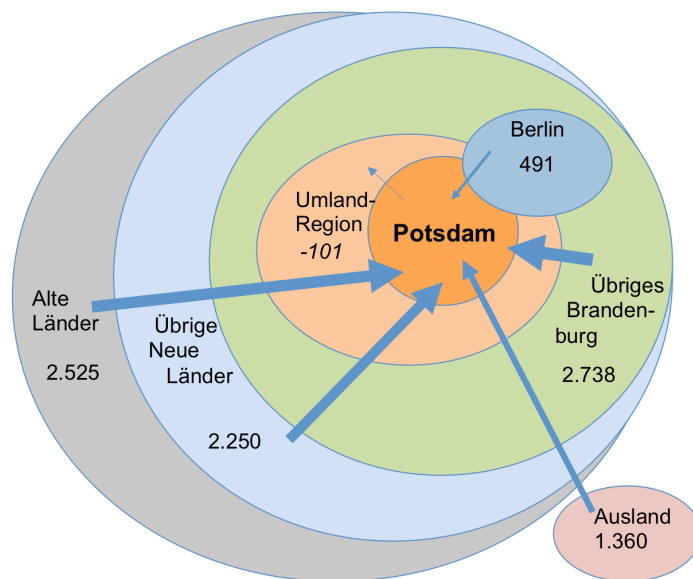 Berlin
491
Umland-
Region
-101
Potsdam
Alte
Länder
2.525
Übrige
Neue
Länder
2.250
Übriges
Branden-
burg
2.738
Ausland
1.360